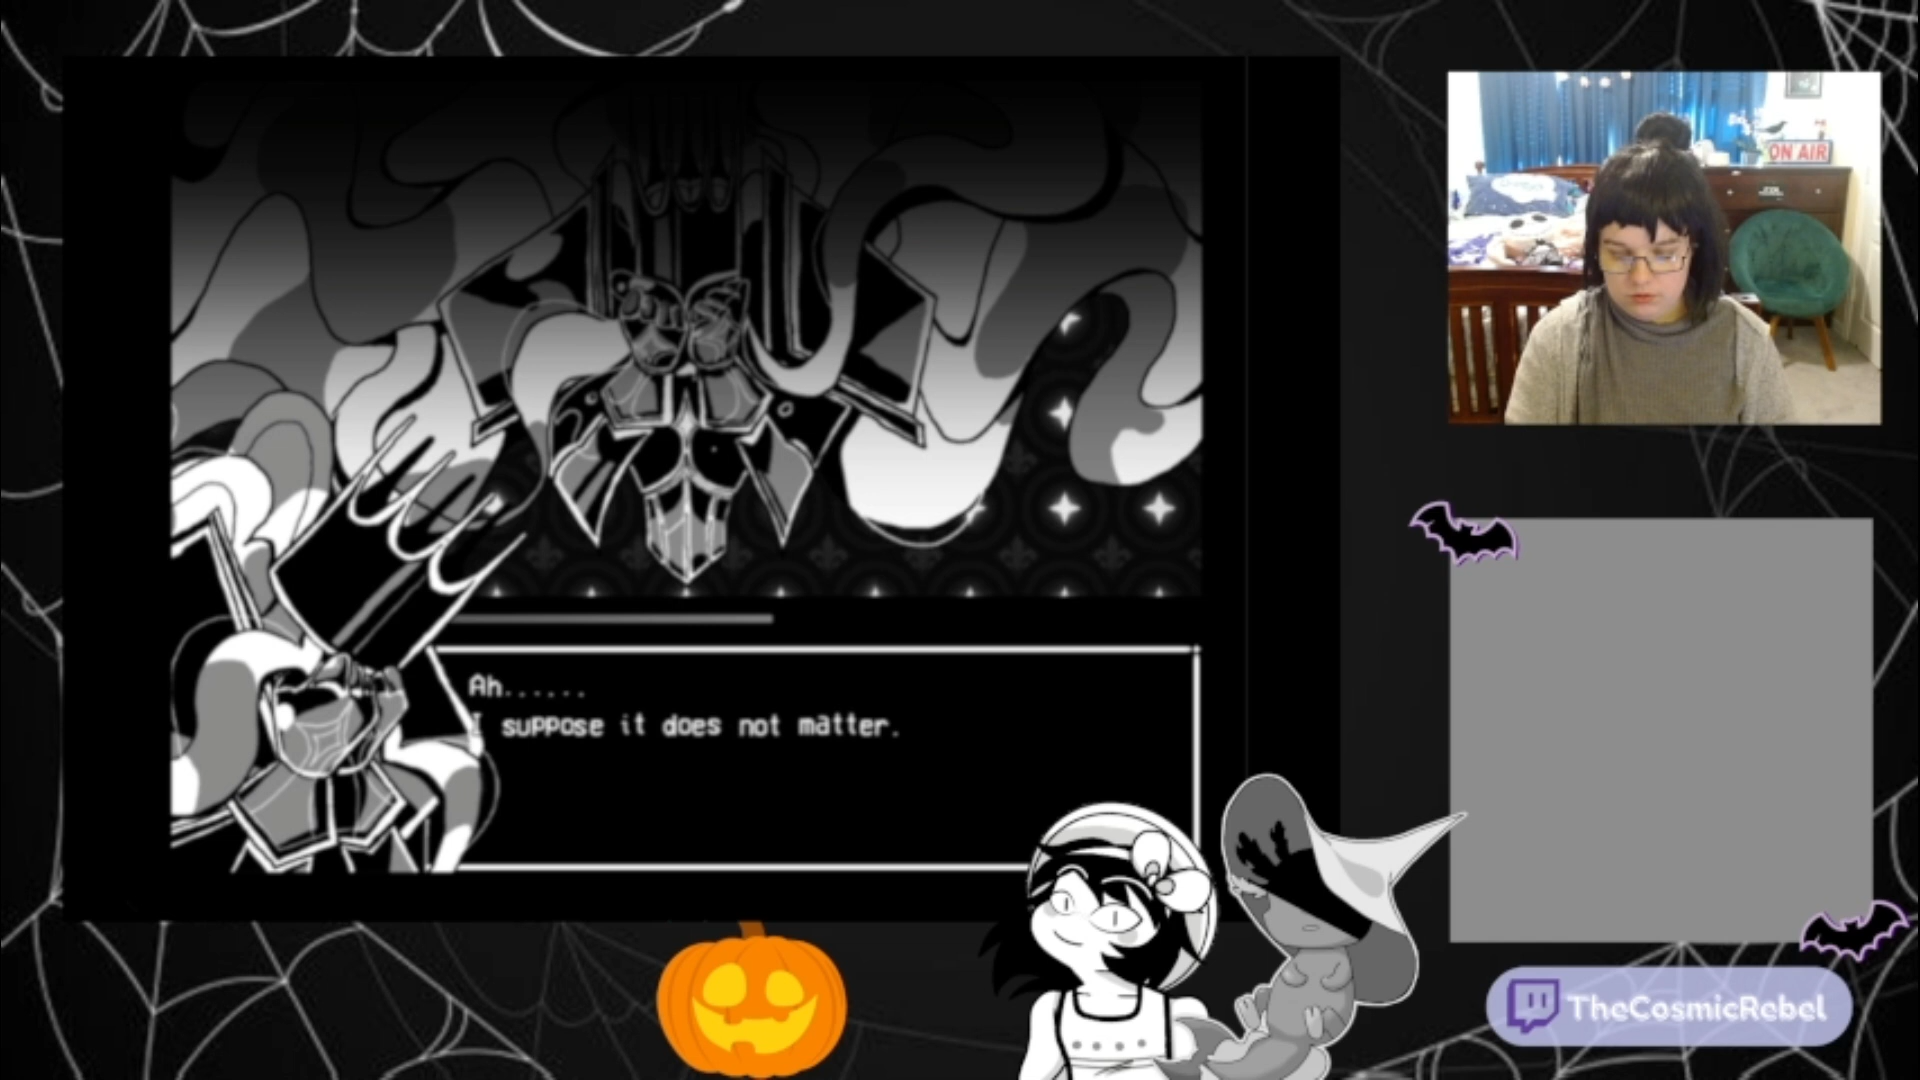 ON AIR
Ah......
I suppose it does not matter.
TheCosmicRebel